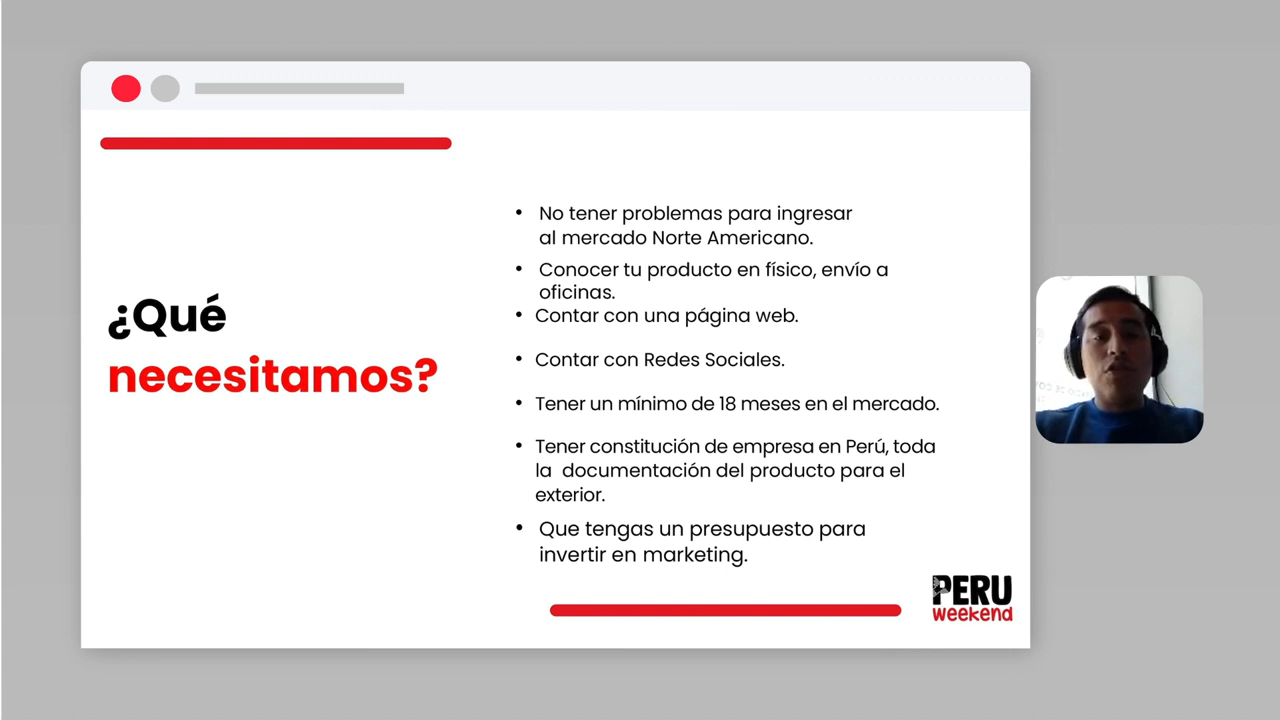 ¿Qué
necesitamos?
• No tener problemas para ingresar
al mercado Norte Americano.
• Conocer tu producto en físico, envío a
oficinas.
• Contar con una página web.
• Contar con Redes Sociales.
• Tener un mínimo de 18 meses en el mercado.
• Tener constitución de empresa en Perú, toda
la documentación del producto para el
exterior.
• Que tengas un presupuesto para
invertir en marketing.
PERU
weekend